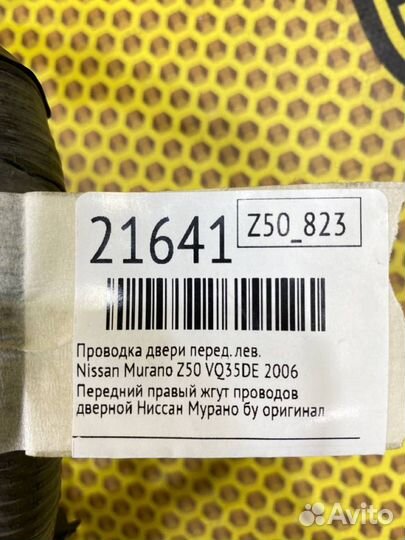 21641
Z50_823
Проводка двери перед. лев.
Nissan Murano Z50 VQ35DE 2006
Передний правый жгут проводов
дверной Ниссан Мурано бу оригинал
Avito